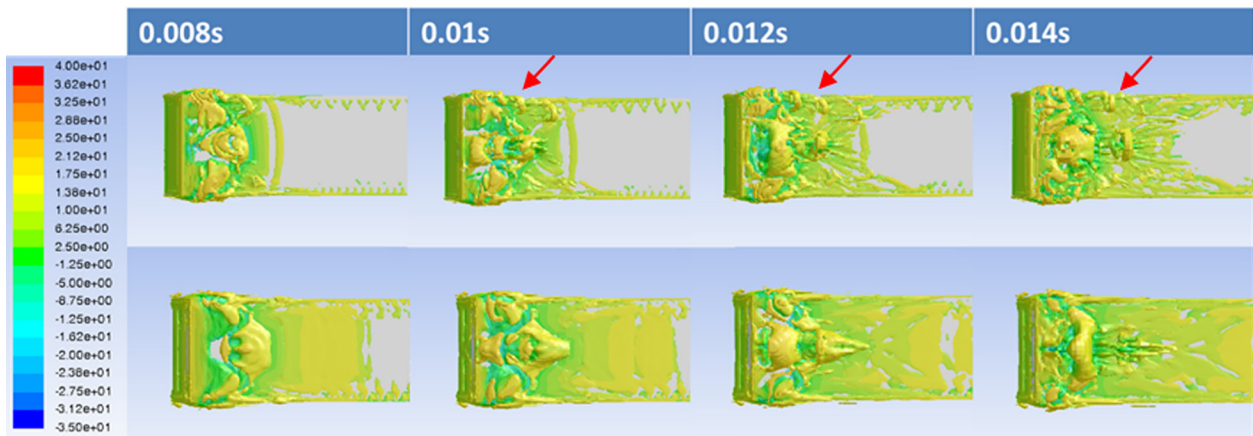 0.008s 0.01s 0.012s 0.014s
4.00e+01
3.62e+01
3.25e+01
2.88e+01
2.50e+01
2.12e+01
1.75e+01
1.38e+01
1.00e+01
6.25e+00
2.50e+00
-1.25e+00
-5.00e+00
-8.75e+00
-1.25e+01
-1.62e+01
-2.00e+01
-2.38e+01
-2.75e+01
-3.12e+01
-3.50e+01